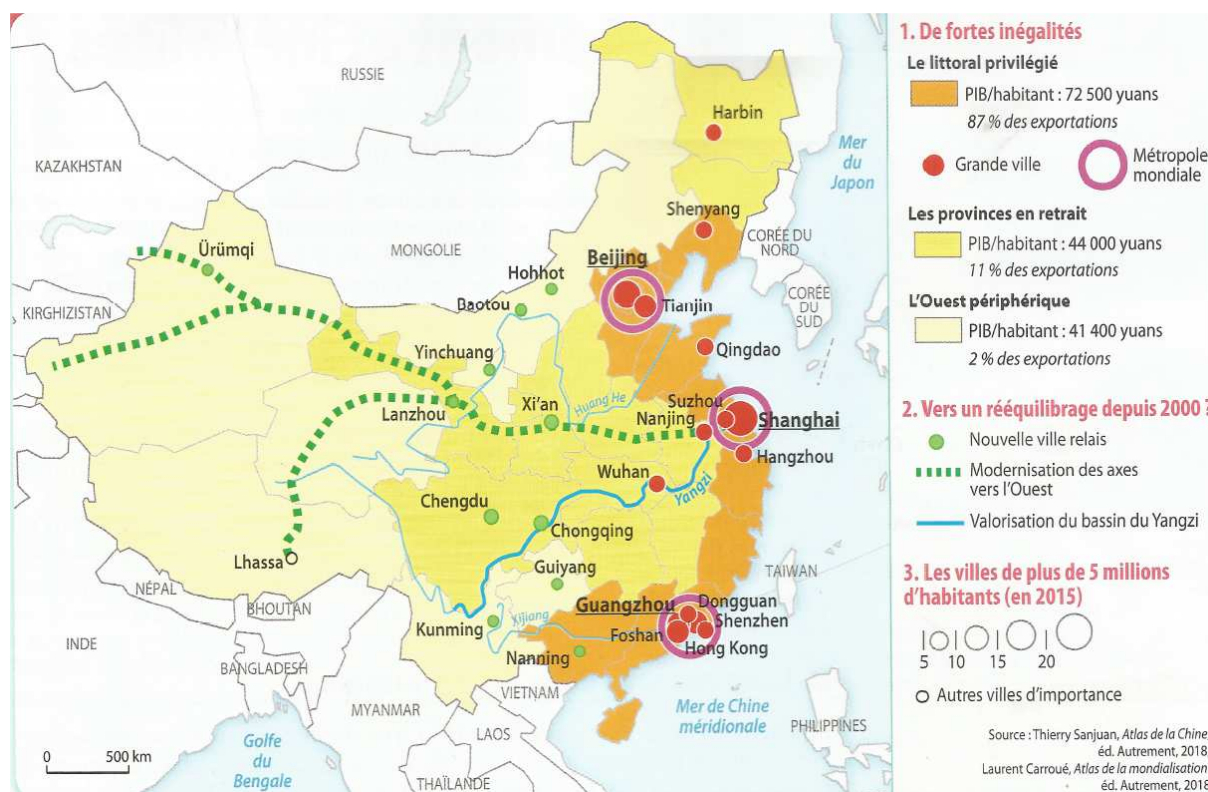 RUSSIE
KAZAKHSTAN
Harbin
Mer
du
Japon
MONGOLIE
Shenyang
CORÉE DU
NORD
Ürümqi
Hohhot
Beijing
KIRGHIZISTAN
Baotou
Tianjin
CORÉE
DU
SUD
Yinchuang
Qingdao
Lanzhou
Xi'an
Huang He
Suzhou
Nanjing
Shanghai
Hangzhou
Wuhan
Yangzi
Chengdu
Chongqing
Lhassa
NÉPAL
BHOUTAN
Guiyang
TAIWAN
Guangzhou
Dongguan
Shenzhen
Kunming
Xijiang
Foshan
Hong Kong
Nanning
INDE
BANGLADESH
VIETNAM
MYANMAR
LAOS
Mer de Chine
méridionale
PHILIPPINES
Golfe
du
Bengale
THAÏLANDE
0 500 km
1. De fortes inégalités
Le littoral privilégié
PIB/habitant : 72 500 yuans
87 % des exportations
Grande ville
Métropole
mondiale
Les provinces en retrait
PIB/habitant : 44 000 yuans
11 % des exportations
L'Ouest périphérique
PIB/habitant : 41 400 yuans
2 % des exportations
2. Vers un rééquilibrage depuis 2000 ?
Nouvelle ville relais
Modernisation des axes
vers l'Ouest
Valorisation du bassin du Yangzi
3. Les villes de plus de 5 millions
d'habitants (en 2015)
5 10 15 20
Autres villes d'importance
Source : Thierry Sanjuan, Atlas de la Chine,
éd. Autrement, 2018
Laurent Carroué, Atlas de la mondialisation,
éd. Autrement, 2018